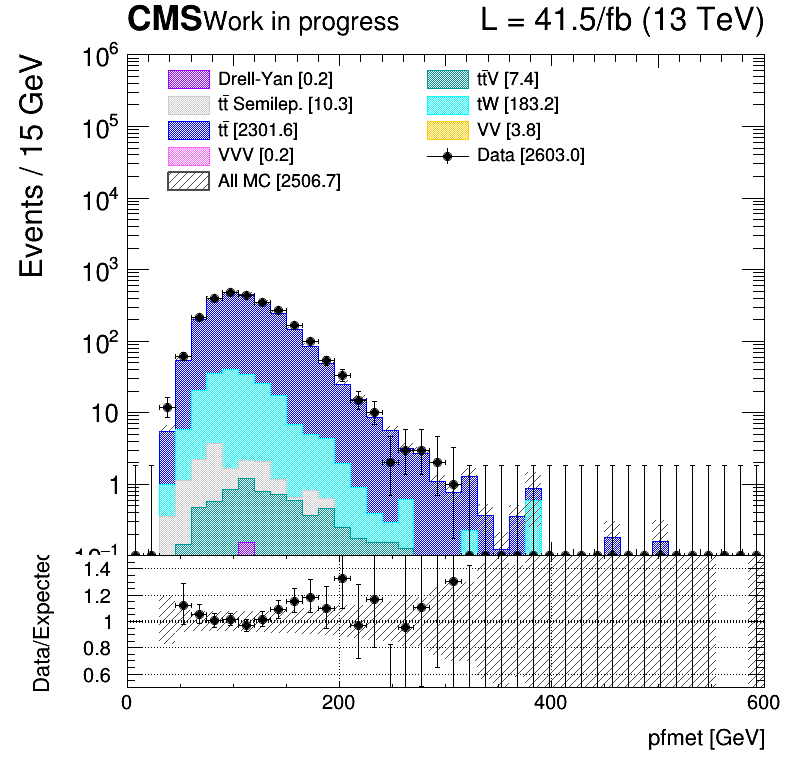 CMS Work in progress L = 41.5/fb (13 TeV)
Events / 15 GeV
10⁶
10⁵
10⁴
10³
10²
10
1
10⁻¹
Drell-Yan [0.2]
tt̄ Semilep. [10.3]
tt̄ [2301.6]
VVV [0.2]
All MC [2506.7]
tt̄V [7.4]
tW [183.2]
VV [3.8]
Data [2603.0]
Data/Expected
1.4
1.2
1
0.8
0.6
0 200 400 600
pfmet [GeV]